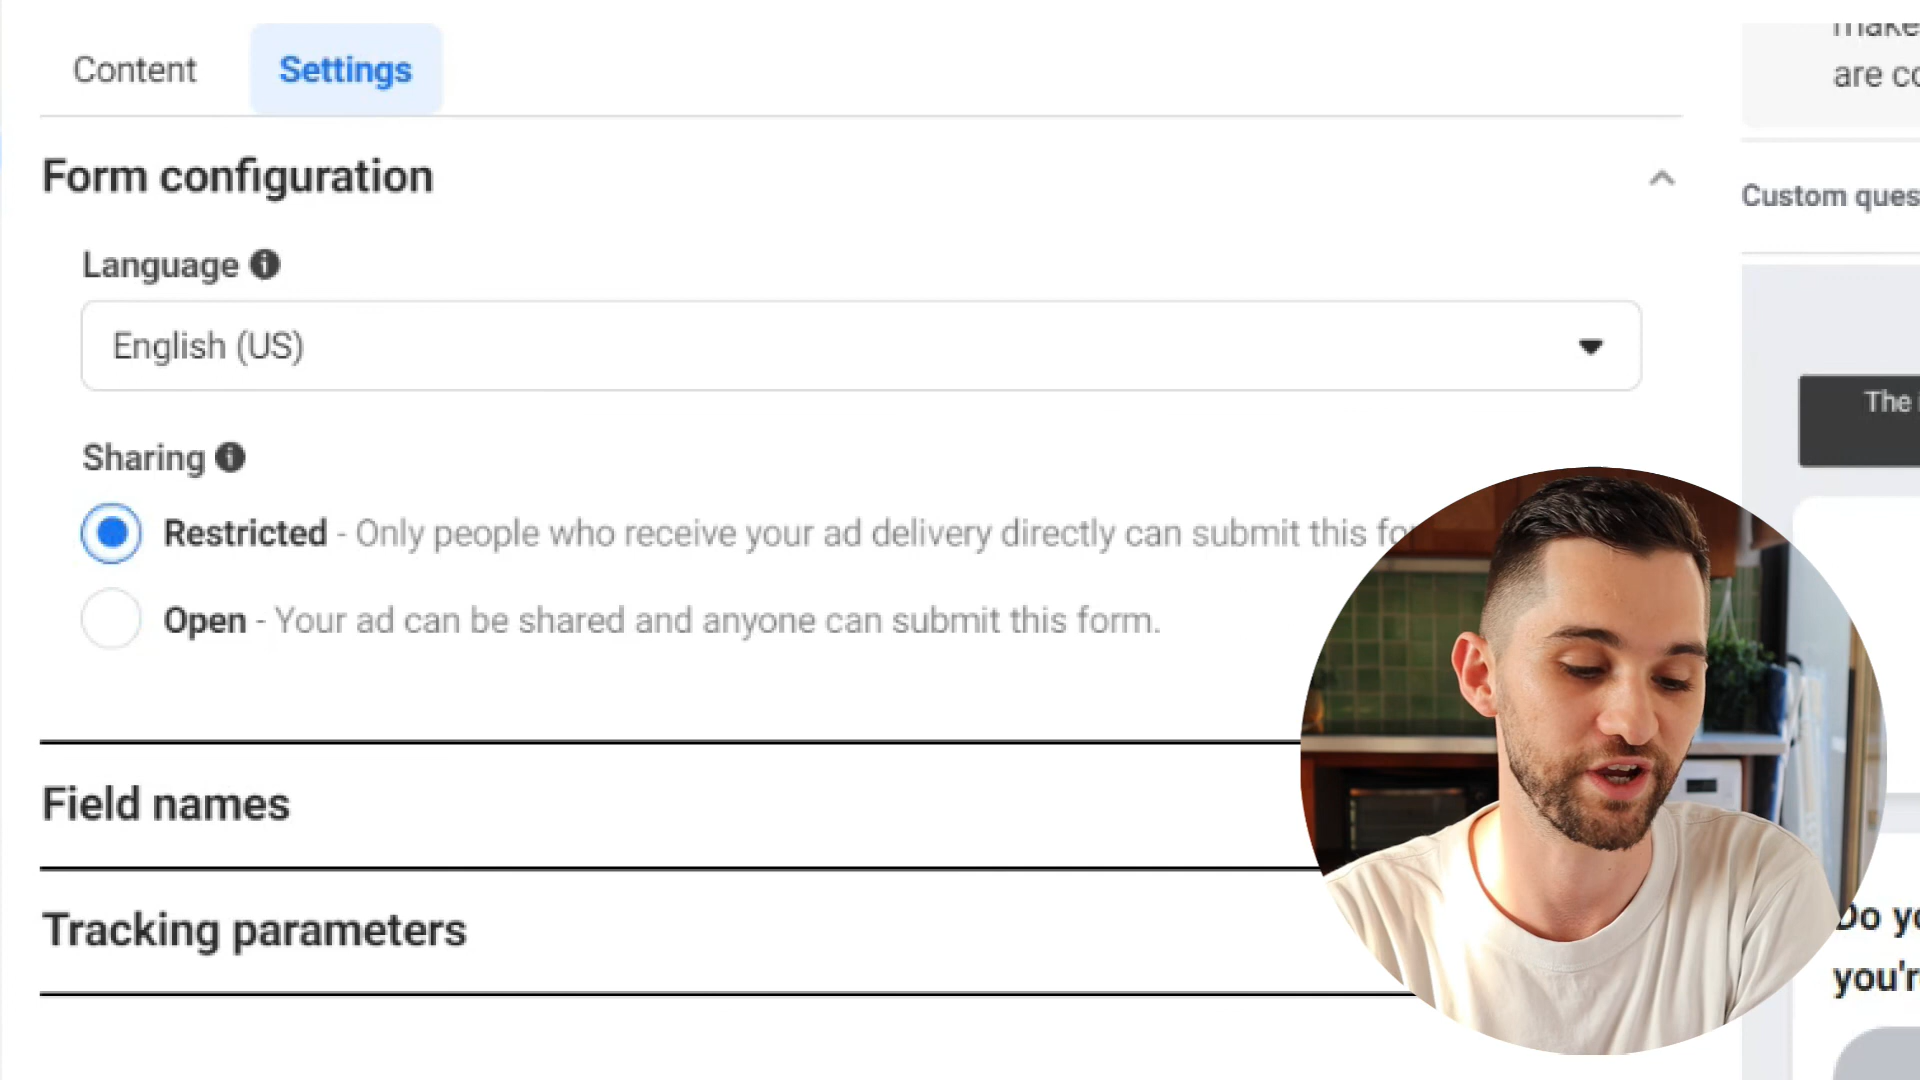 Content
Settings
Form configuration
Language
English (US)
Sharing
Restricted - Only people who receive your ad delivery directly can submit this
Open - Your ad can be shared and anyone can submit this form.
Field names
Tracking parameters
are
Custom
The
Do